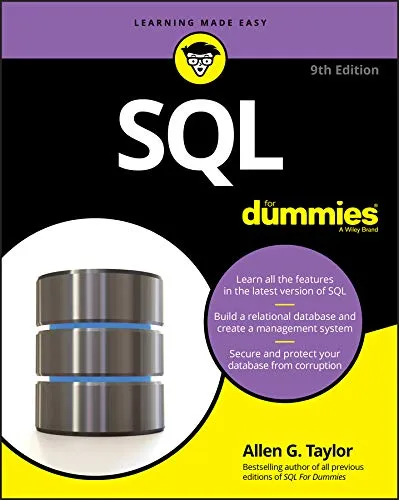 LEARNING MADE EASY
9th Edition
SQL
for
dummies®
A Wiley Brand
Learn all the features
in the latest version of SQL
Build a relational database and
create a management system
Secure and protect your
database from corruption
Allen G. Taylor
Bestselling author of all previous
editions of SQL For Dummies